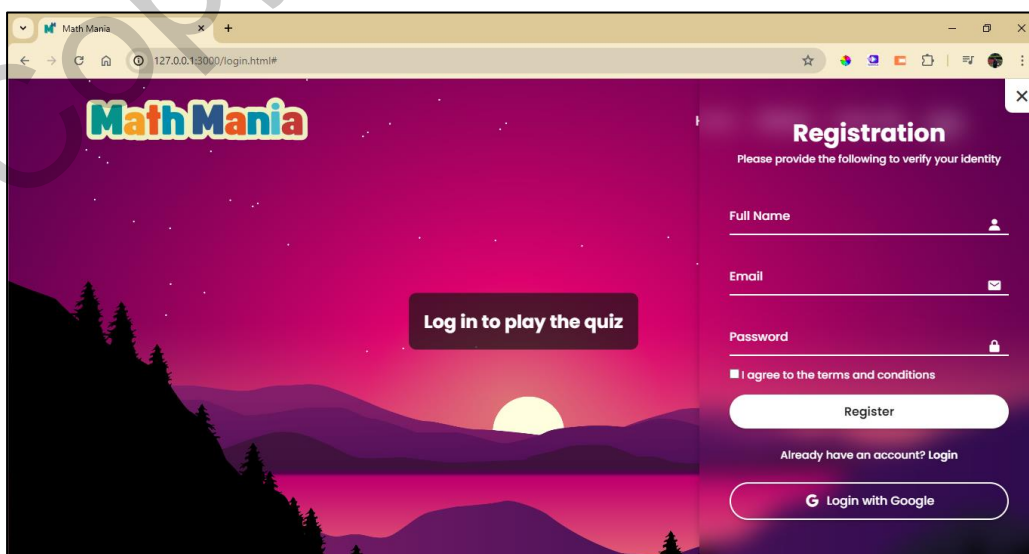 Math Mania
127.0.0.1:3000/login.html#
Math Mania
Registration
Please provide the following to verify your identity
Full Name
Email
Log in to play the quiz
Password
I agree to the terms and conditions
Register
Already have an account? Login
G Login with Google